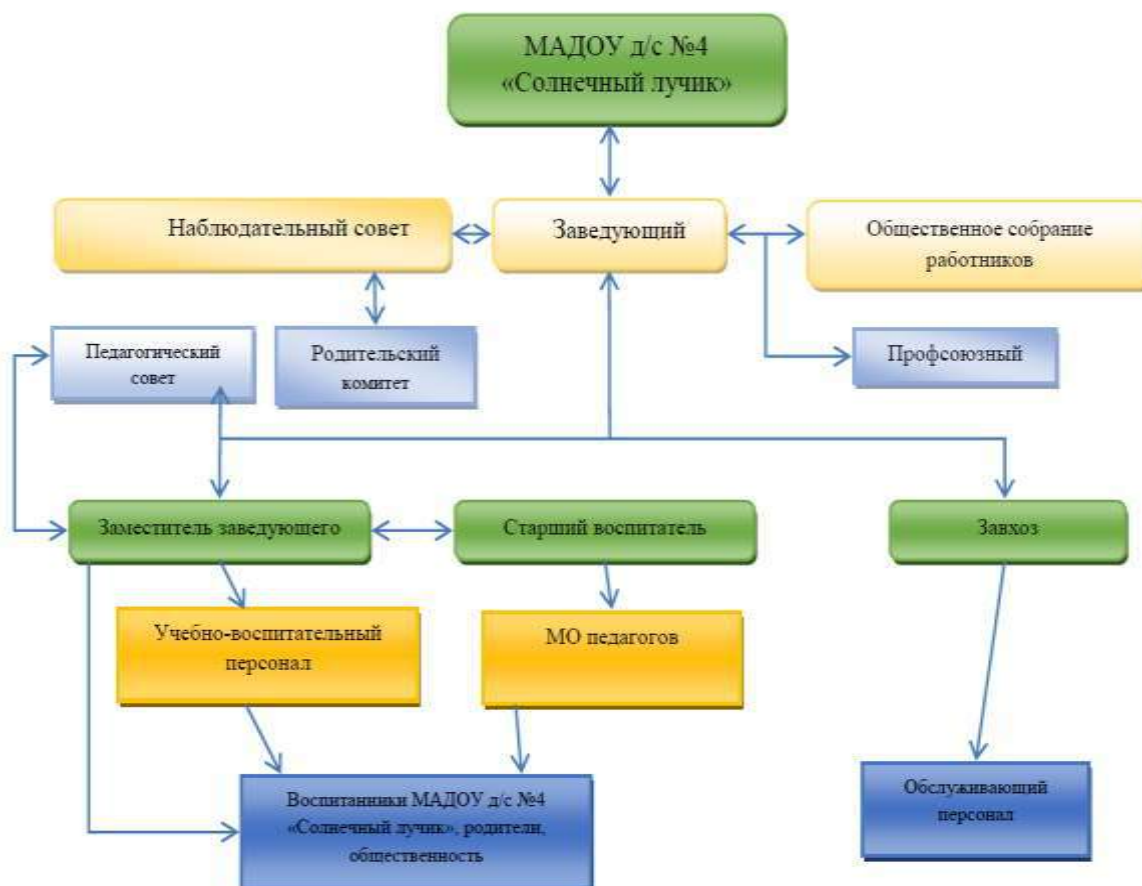 МАДОУ д/с №4
«Солнечный лучик»
Наблюдательный совет
Заведующий
Общественное собрание
работников
Педагогический
совет
Родительский
комитет
Профсоюзный
Заместитель заведующего
Старший воспитатель
Завхоз
Учебно-воспитательный
персонал
МО педагогов
Воспитанники МАДОУ д/с №4
«Солнечный лучик», родители,
общественность
Обслуживающий
персонал